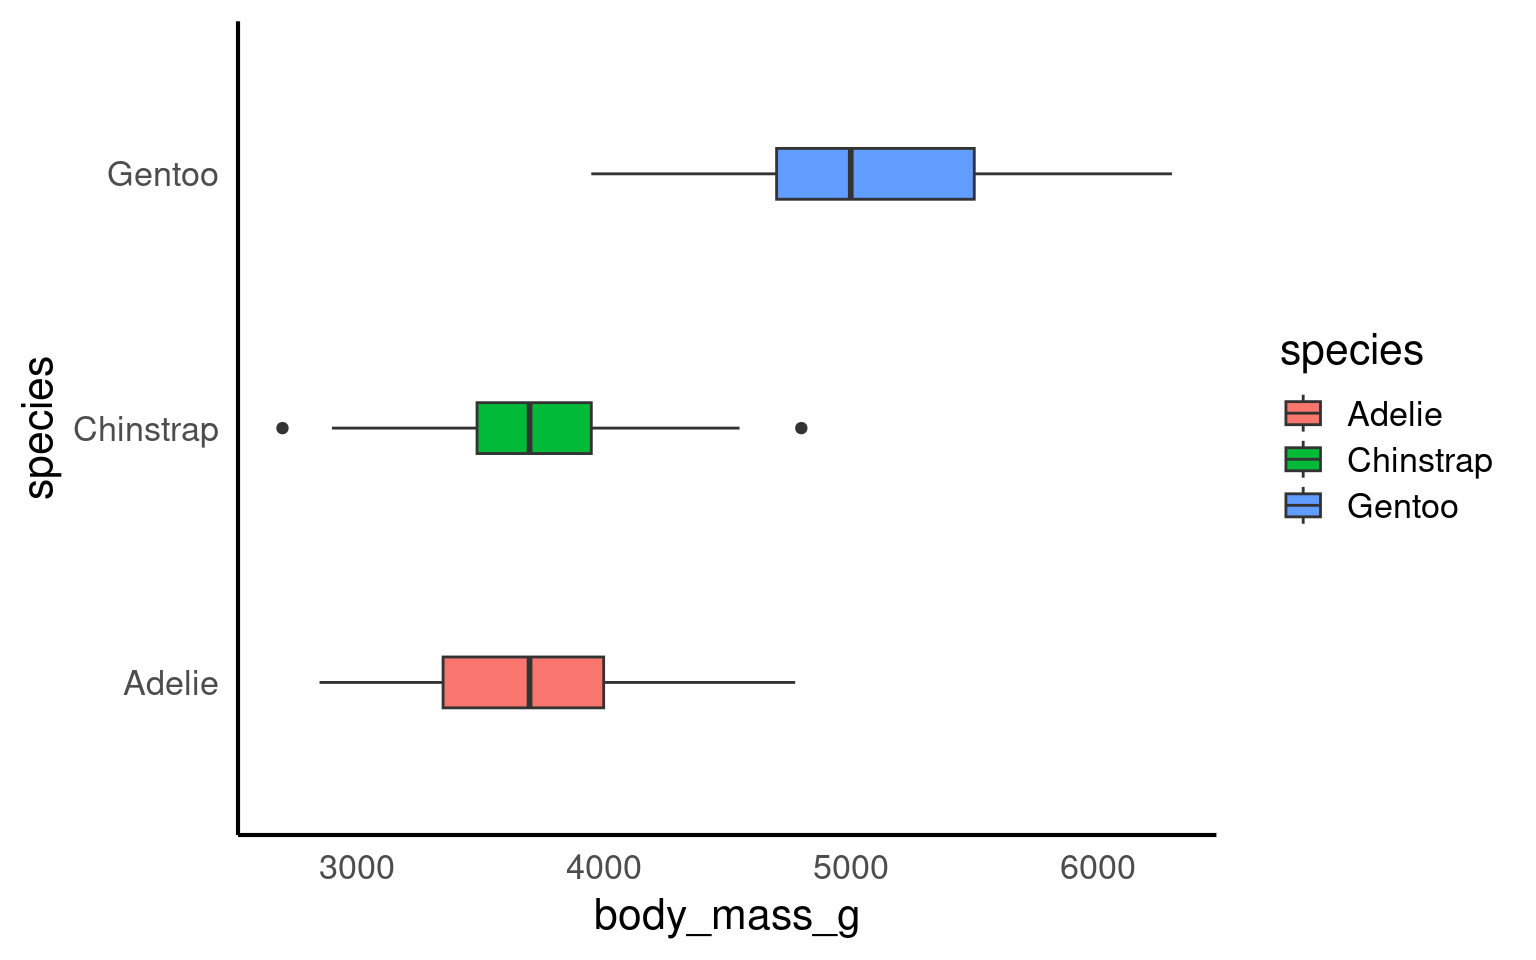 Gentoo
Chinstrap
Adelie
species
3000 4000 5000 6000
body_mass_g
species
Adelie
Chinstrap
Gentoo